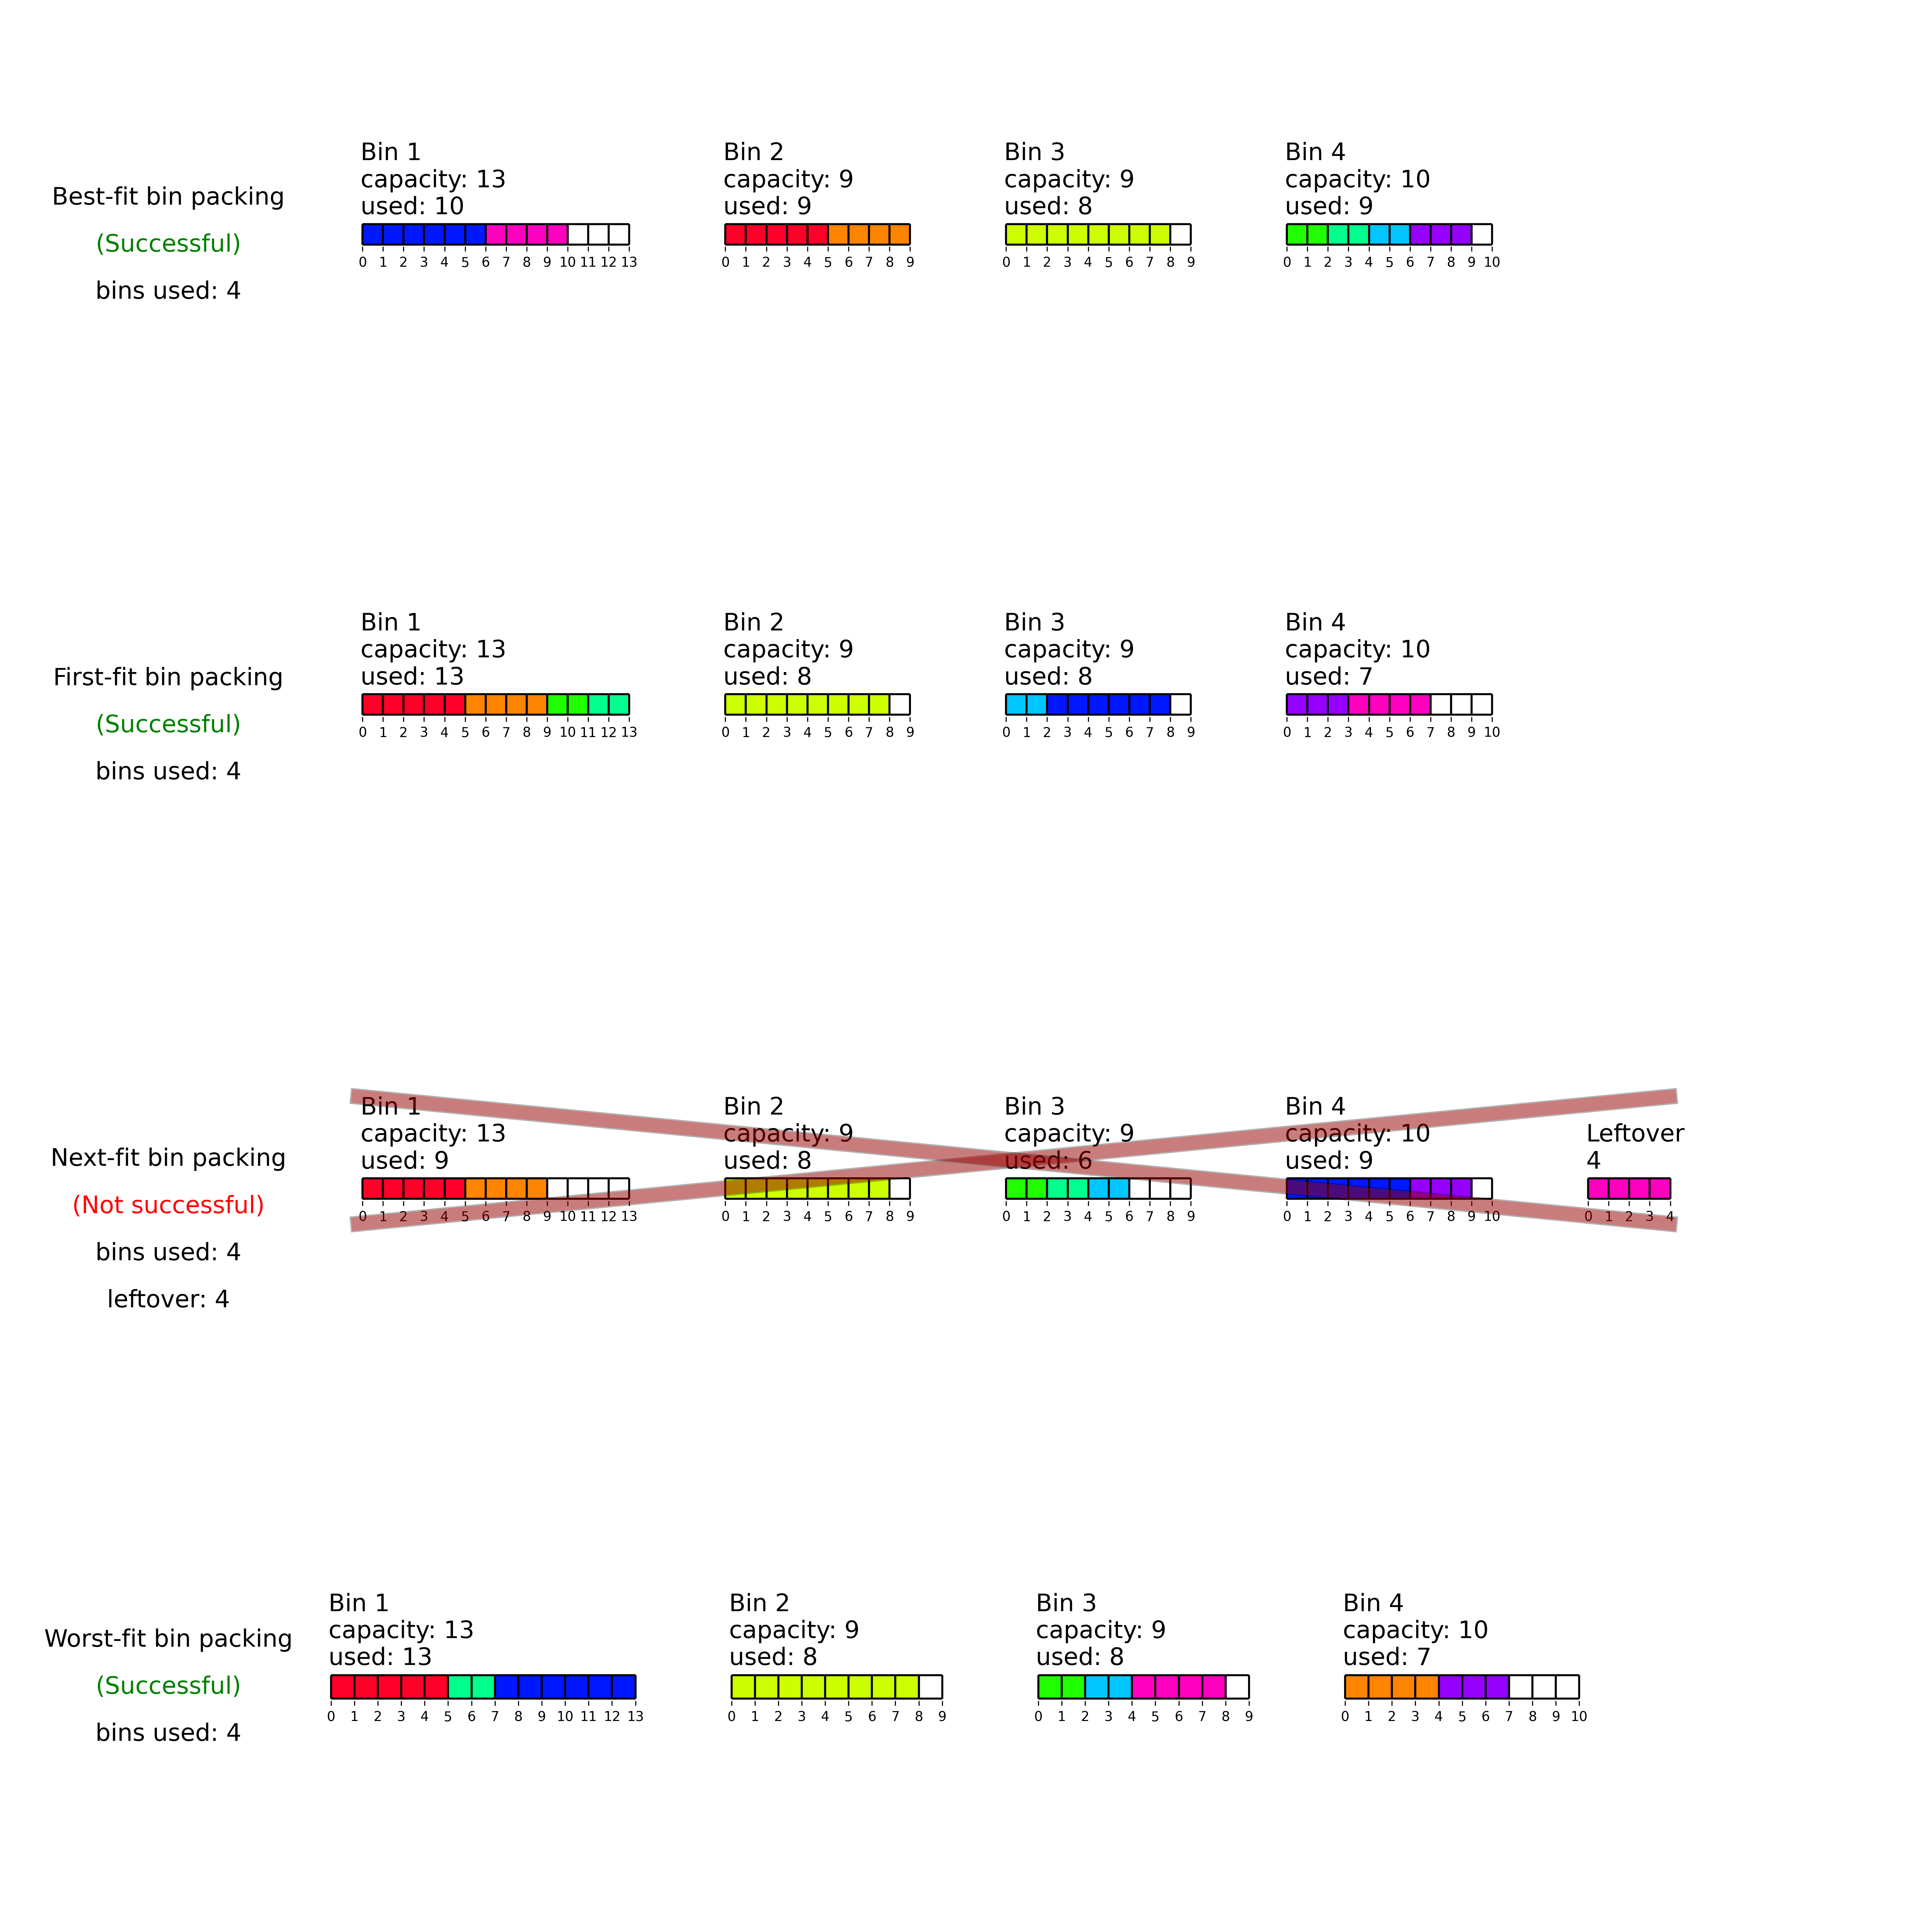 Best-fit bin packing
(Successful)
bins used: 4
Bin 1
capacity: 13
used: 10
0 1 2 3 4 5 6 7 8 9 10 11 12 13
Bin 2
capacity: 9
used: 9
0 1 2 3 4 5 6 7 8 9
Bin 3
capacity: 9
used: 8
0 1 2 3 4 5 6 7 8 9
Bin 4
capacity: 10
used: 9
0 1 2 3 4 5 6 7 8 9 10
First-fit bin packing
(Successful)
bins used: 4
Bin 1
capacity: 13
used: 13
0 1 2 3 4 5 6 7 8 9 10 11 12 13
Bin 2
capacity: 9
used: 8
0 1 2 3 4 5 6 7 8 9
Bin 3
capacity: 9
used: 8
0 1 2 3 4 5 6 7 8 9
Bin 4
capacity: 10
used: 7
0 1 2 3 4 5 6 7 8 9 10
Next-fit bin packing
(Not successful)
bins used: 4
leftover: 4
Bin 1
capacity: 13
used: 9
0 1 2 3 4 5 6 7 8 9 10 11 12 13
Bin 2
capacity: 9
used: 8
0 1 2 3 4 5 6 7 8 9
Bin 3
capacity: 9
used: 6
0 1 2 3 4 5 6 7 8 9
Bin 4
capacity: 10
used: 9
0 1 2 3 4 5 6 7 8 9 10
Leftover
4
0 1 2 3 4
Worst-fit bin packing
(Successful)
bins used: 4
Bin 1
capacity: 13
used: 13
0 1 2 3 4 5 6 7 8 9 10 11 12 13
Bin 2
capacity: 9
used: 8
0 1 2 3 4 5 6 7 8 9
Bin 3
capacity: 9
used: 8
0 1 2 3 4 5 6 7 8 9
Bin 4
capacity: 10
used: 7
0 1 2 3 4 5 6 7 8 9 10